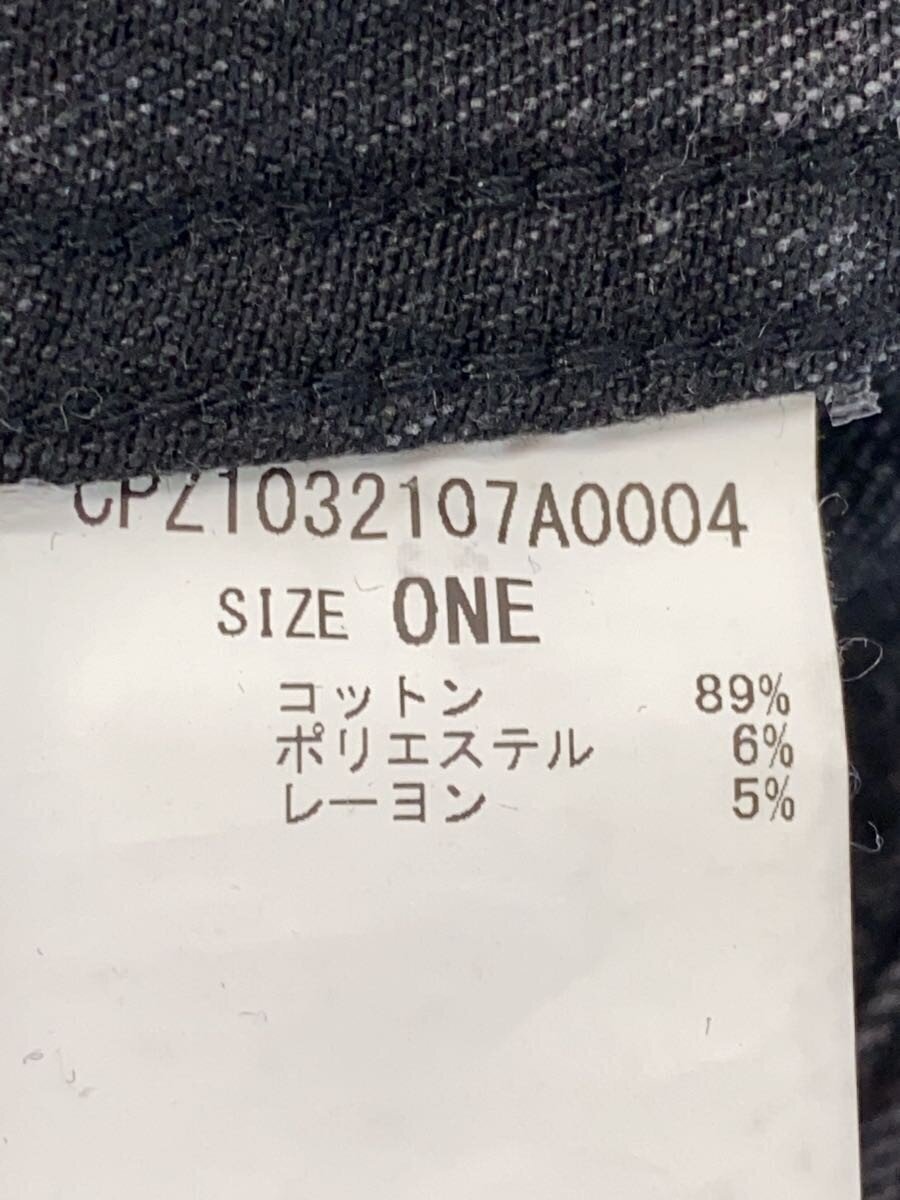 CPZ1032107A0004
SIZE ONE
コットン 89%
ポリエステル 6%
レーヨン 5%